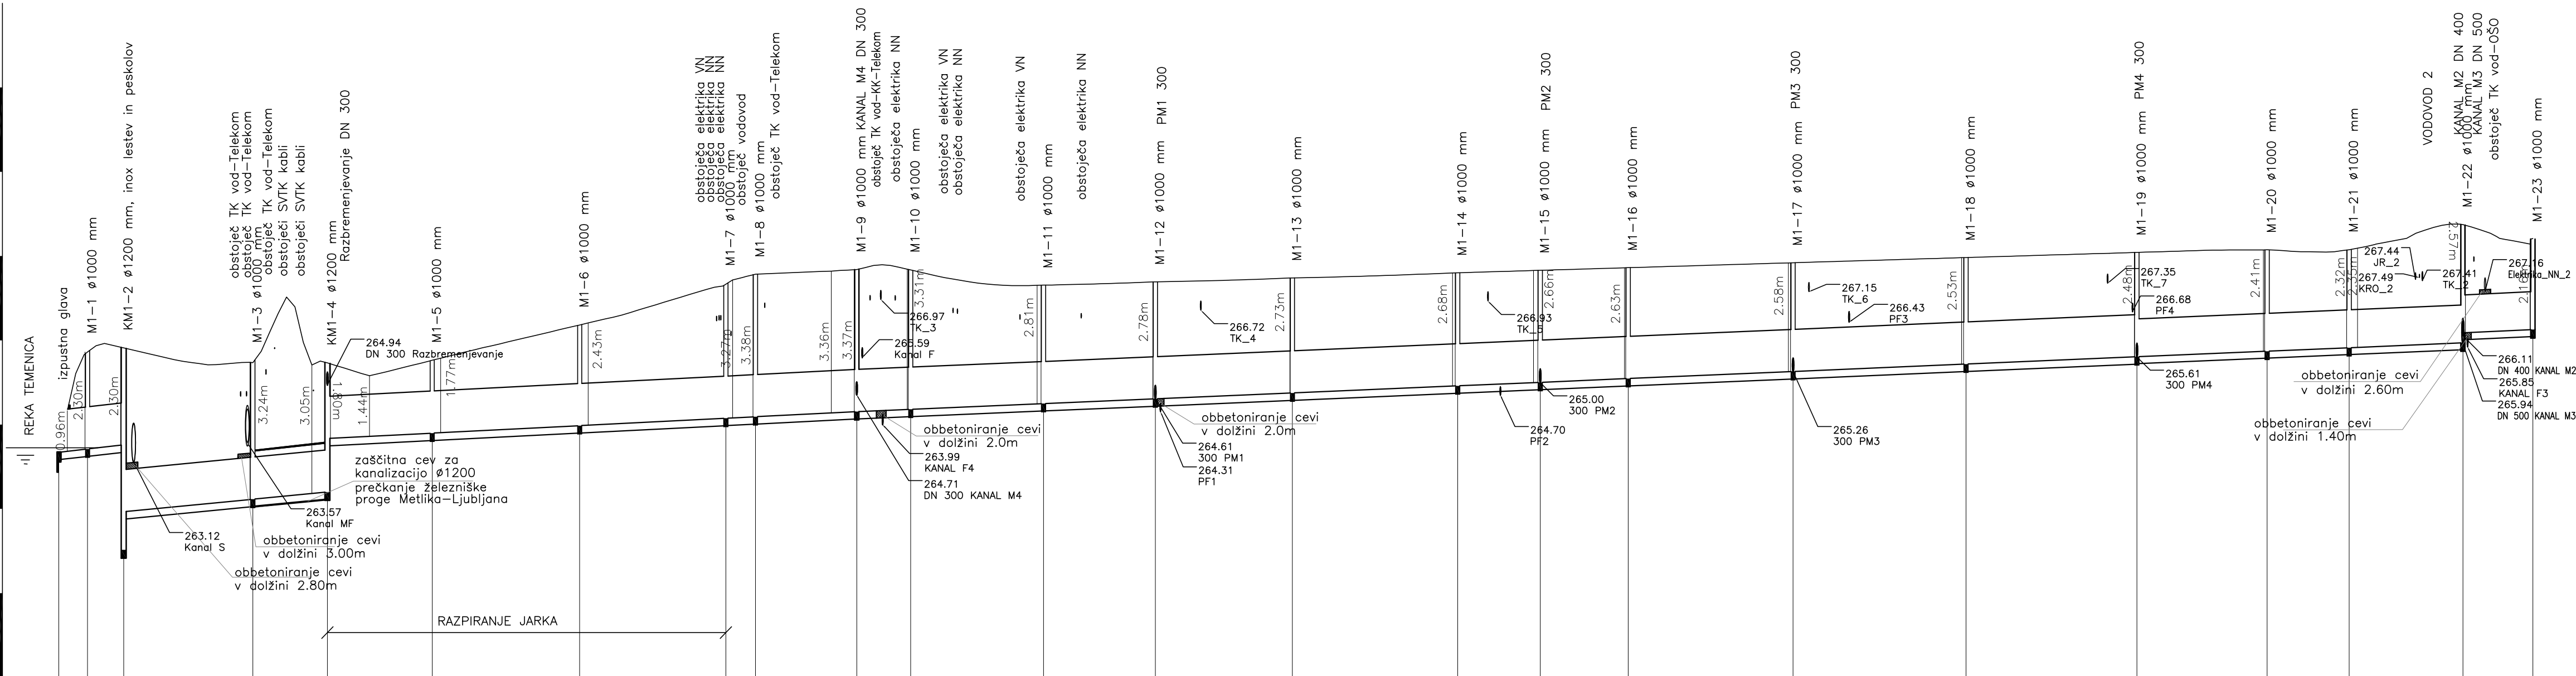 REKA TEMENICA
izpustna glava
M1-1 ø1000 mm
KM1-2 ø1200 mm, inox lestev in peskolov
obstoječ TK vod-Telekom
obstoječ TK vod-Telekom
M1-3 ø1000 mm
obstoječ TK vod-Telekom
obstoječi SVTK kabli
obstoječi SVTK kabli
KM1-4 ø1200 mm
Razbremenjevanje DN 300
M1-5 ø1000 mm
M1-6 ø1000 mm
obstoječa elektrika VN
obstoječa elektrika NN
obstoječa elektrika NN
M1-7 ø1000 mm
obstoječ vodovod
M1-8 ø1000 mm
obstoječ TK vod-Telekom
M1-9 ø1000 mm KANAL M4 DN 300
obstoječ TK vod-KK-Telekom
obstoječa elektrika NN
M1-10 ø1000 mm
obstoječa elektrika VN
obstoječa elektrika NN
obstoječa elektrika VN
M1-11 ø1000 mm
obstoječa elektrika NN
M1-12 ø1000 mm PM1 300
M1-13 ø1000 mm
M1-14 ø1000 mm
M1-15 ø1000 mm PM2 300
M1-16 ø1000 mm
M1-17 ø1000 mm PM3 300
M1-18 ø1000 mm
M1-19 ø1000 mm PM4 300
M1-20 ø1000 mm
M1-21 ø1000 mm
VODOVOD 2
KANAL M2 DN 400
M1-22 ø1000 mm
KANAL M3 DN 500
obstoječ TK vod-OŠO
M1-23 ø1000 mm
0.96m
2.30m
2.30m
3.24m
3.05m
1.80m
1.44m
1.77m
2.43m
3.27m
3.38m
3.36m
3.37m
3.31m
2.81m
2.78m
2.73m
2.68m
2.66m
2.63m
2.58m
2.53m
2.48m
2.41m
2.32m
2.57m
264.94
DN 300 Razbremenjevanje
266.97
TK_3
265.59
Kanal F
266.72
TK_4
266.93
TK_5
267.15
TK_6
266.43
PF3
267.35
TK_7
266.68
PF4
267.44
JR_2
267.49
KRO_2
267.41
TK_2
267.16
Elektrika_NN_2
263.12
Kanal S
263.57
Kanal MF
zaščitna cev za
kanalizacijo ø1200
prečkanje železniške
proge Metlika-Ljubljana
obbetoniranje cevi
v dolžini 3.00m
obbetoniranje cevi
v dolžini 2.80m
RAZPIRANJE JARKA
obbetoniranje cevi
v dolžini 2.0m
263.99
KANAL F4
264.71
DN 300 KANAL M4
obbetoniranje cevi
v dolžini 2.0m
264.61
300 PM1
264.31
PF1
264.70
PF2
265.00
300 PM2
265.26
300 PM3
265.61
300 PM4
obbetoniranje cevi
v dolžini 2.60m
obbetoniranje cevi
v dolžini 1.40m
266.11
DN 400 KANAL M2
265.85
KANAL F3
265.94
DN 500 KANAL M3